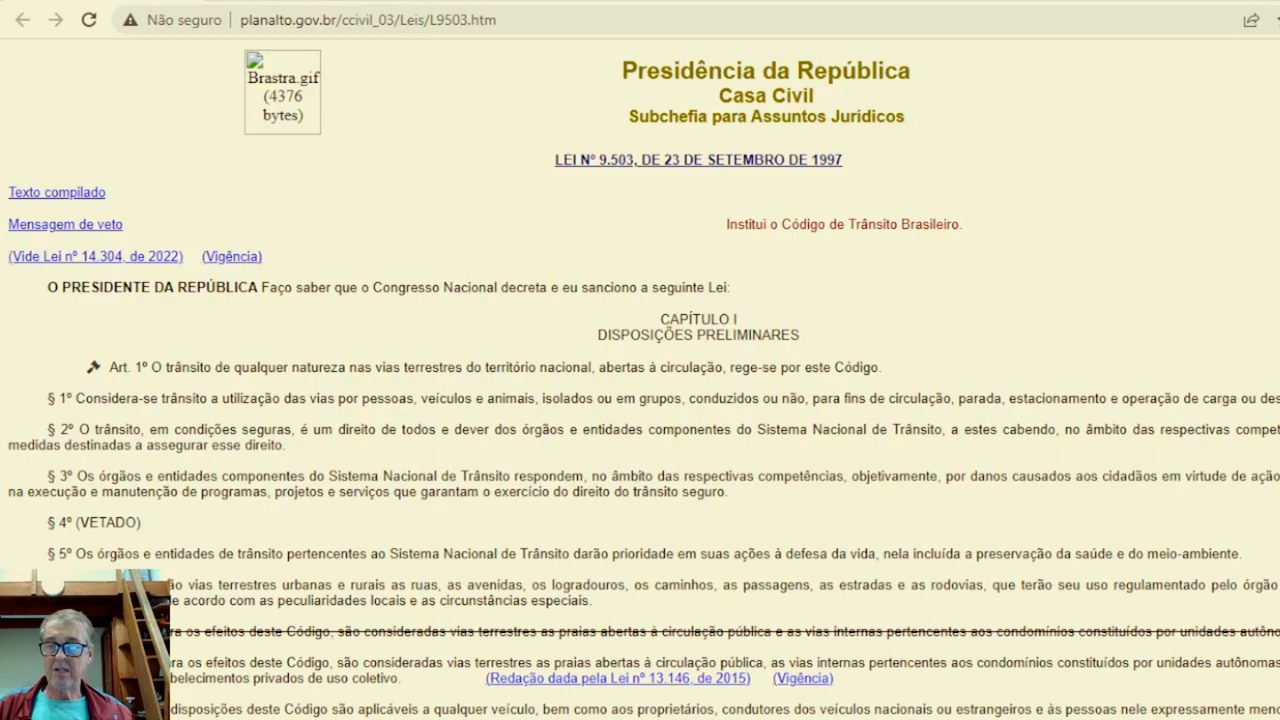 Não seguro
planalto.gov.br/ccivil_03/Leis/L9503.htm
Brastra.gif
(4376
bytes)
Presidência da República
Casa Civil
Subchefia para Assuntos Jurídicos
LEI Nº 9.503, DE 23 DE SETEMBRO DE 1997
Texto compilado
Mensagem de veto
Institui o Código de Trânsito Brasileiro.
(Vide Lei nº 14.304, de 2022) (Vigência)
O PRESIDENTE DA REPÚBLICA Faço saber que o Congresso Nacional decreta e eu sanciono a seguinte Lei:
CAPÍTULO I
DISPOSIÇÕES PRELIMINARES
Art. 1º O trânsito de qualquer natureza nas vias terrestres do território nacional, abertas à circulação, rege-se por este Código.
§ 1º Considera-se trânsito a utilização das vias por pessoas, veículos e animais, isolados ou em grupos, conduzidos ou não, para fins de circulação, parada, estacionamento e operação de carga ou des
§ 2º O trânsito, em condições seguras, é um direito de todos e dever dos órgãos e entidades componentes do Sistema Nacional de Trânsito, a estes cabendo, no âmbito das respectivas compet
medidas destinadas a assegurar esse direito.
§ 3º Os órgãos e entidades componentes do Sistema Nacional de Trânsito respondem, no âmbito das respectivas competências, objetivamente, por danos causados aos cidadãos em virtude de ação
na execução e manutenção de programas, projetos e serviços que garantam o exercício do direito do trânsito seguro.
§ 4º (VETADO)
§ 5º Os órgãos e entidades de trânsito pertencentes ao Sistema Nacional de Trânsito darão prioridade em suas ações à defesa da vida, nela incluída a preservação da saúde e do meio-ambiente.
ão vias terrestres urbanas e rurais as ruas, as avenidas, os logradouros, os caminhos, as passagens, as estradas e as rodovias, que terão seu uso regulamentado pelo órgão
e acordo com as peculiaridades locais e as circunstâncias especiais.
ra os efeitos deste Código, são consideradas vias terrestres as praias abertas à circulação pública e as vias internas pertencentes aos condomínios constituídos por unidades autôno
ra os efeitos deste Código, são consideradas vias terrestres as praias abertas à circulação pública, as vias internas pertencentes aos condomínios constituídos por unidades autônomas
belecimentos privados de uso coletivo. (Redação dada pela Lei nº 13.146, de 2015) (Vigência)
disposições deste Código são aplicáveis a qualquer veículo, bem como aos proprietários, condutores dos veículos nacionais ou estrangeiros e às pessoas nele expressamente menc